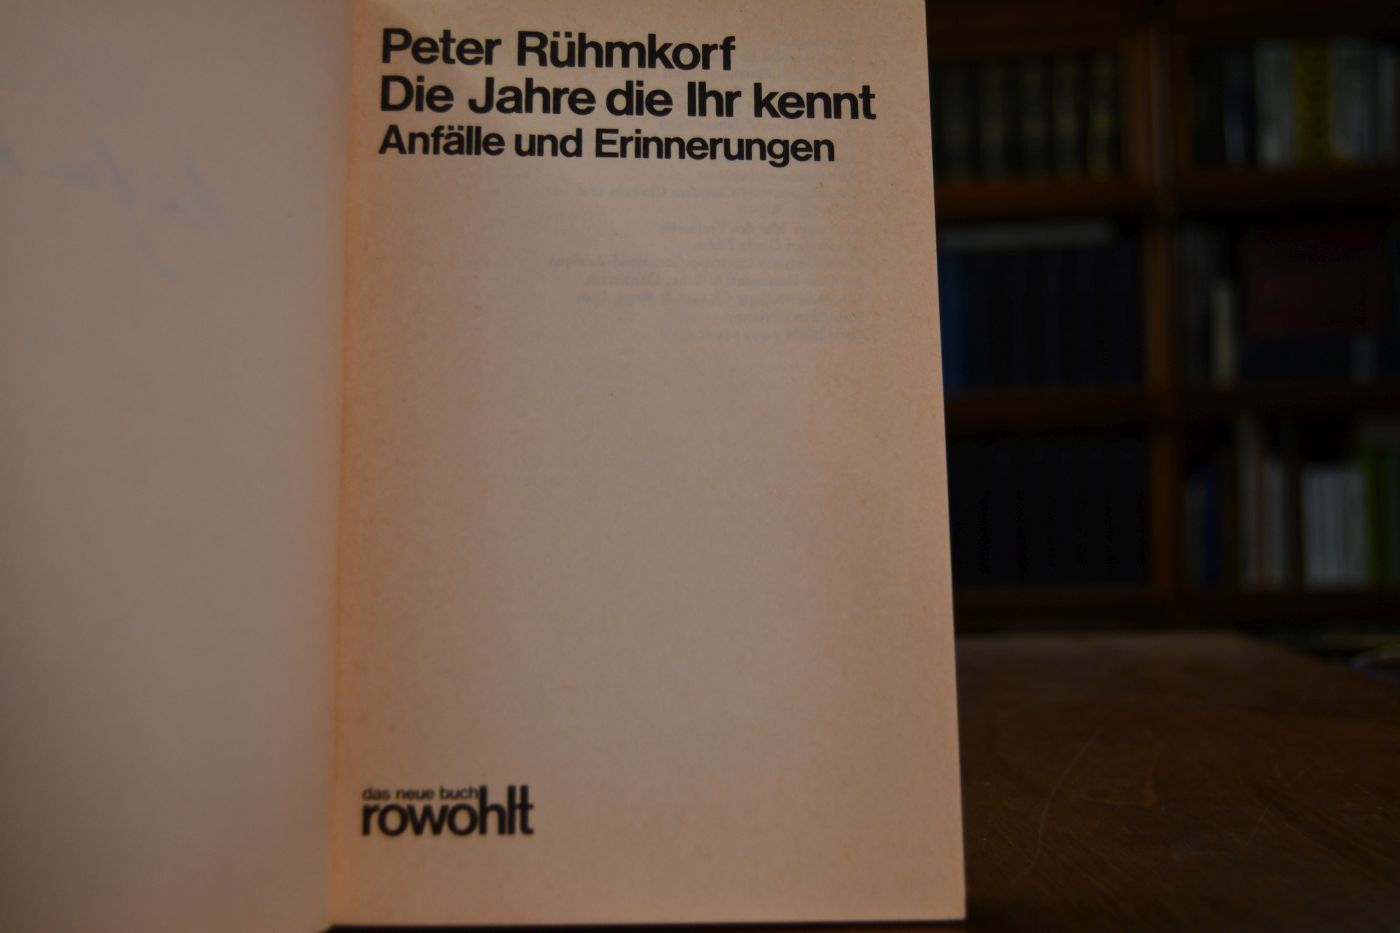 Peter Rühmkorf
Die Jahre die Ihr kennt
Anfälle und Erinnerungen
das neue buch
rowohlt